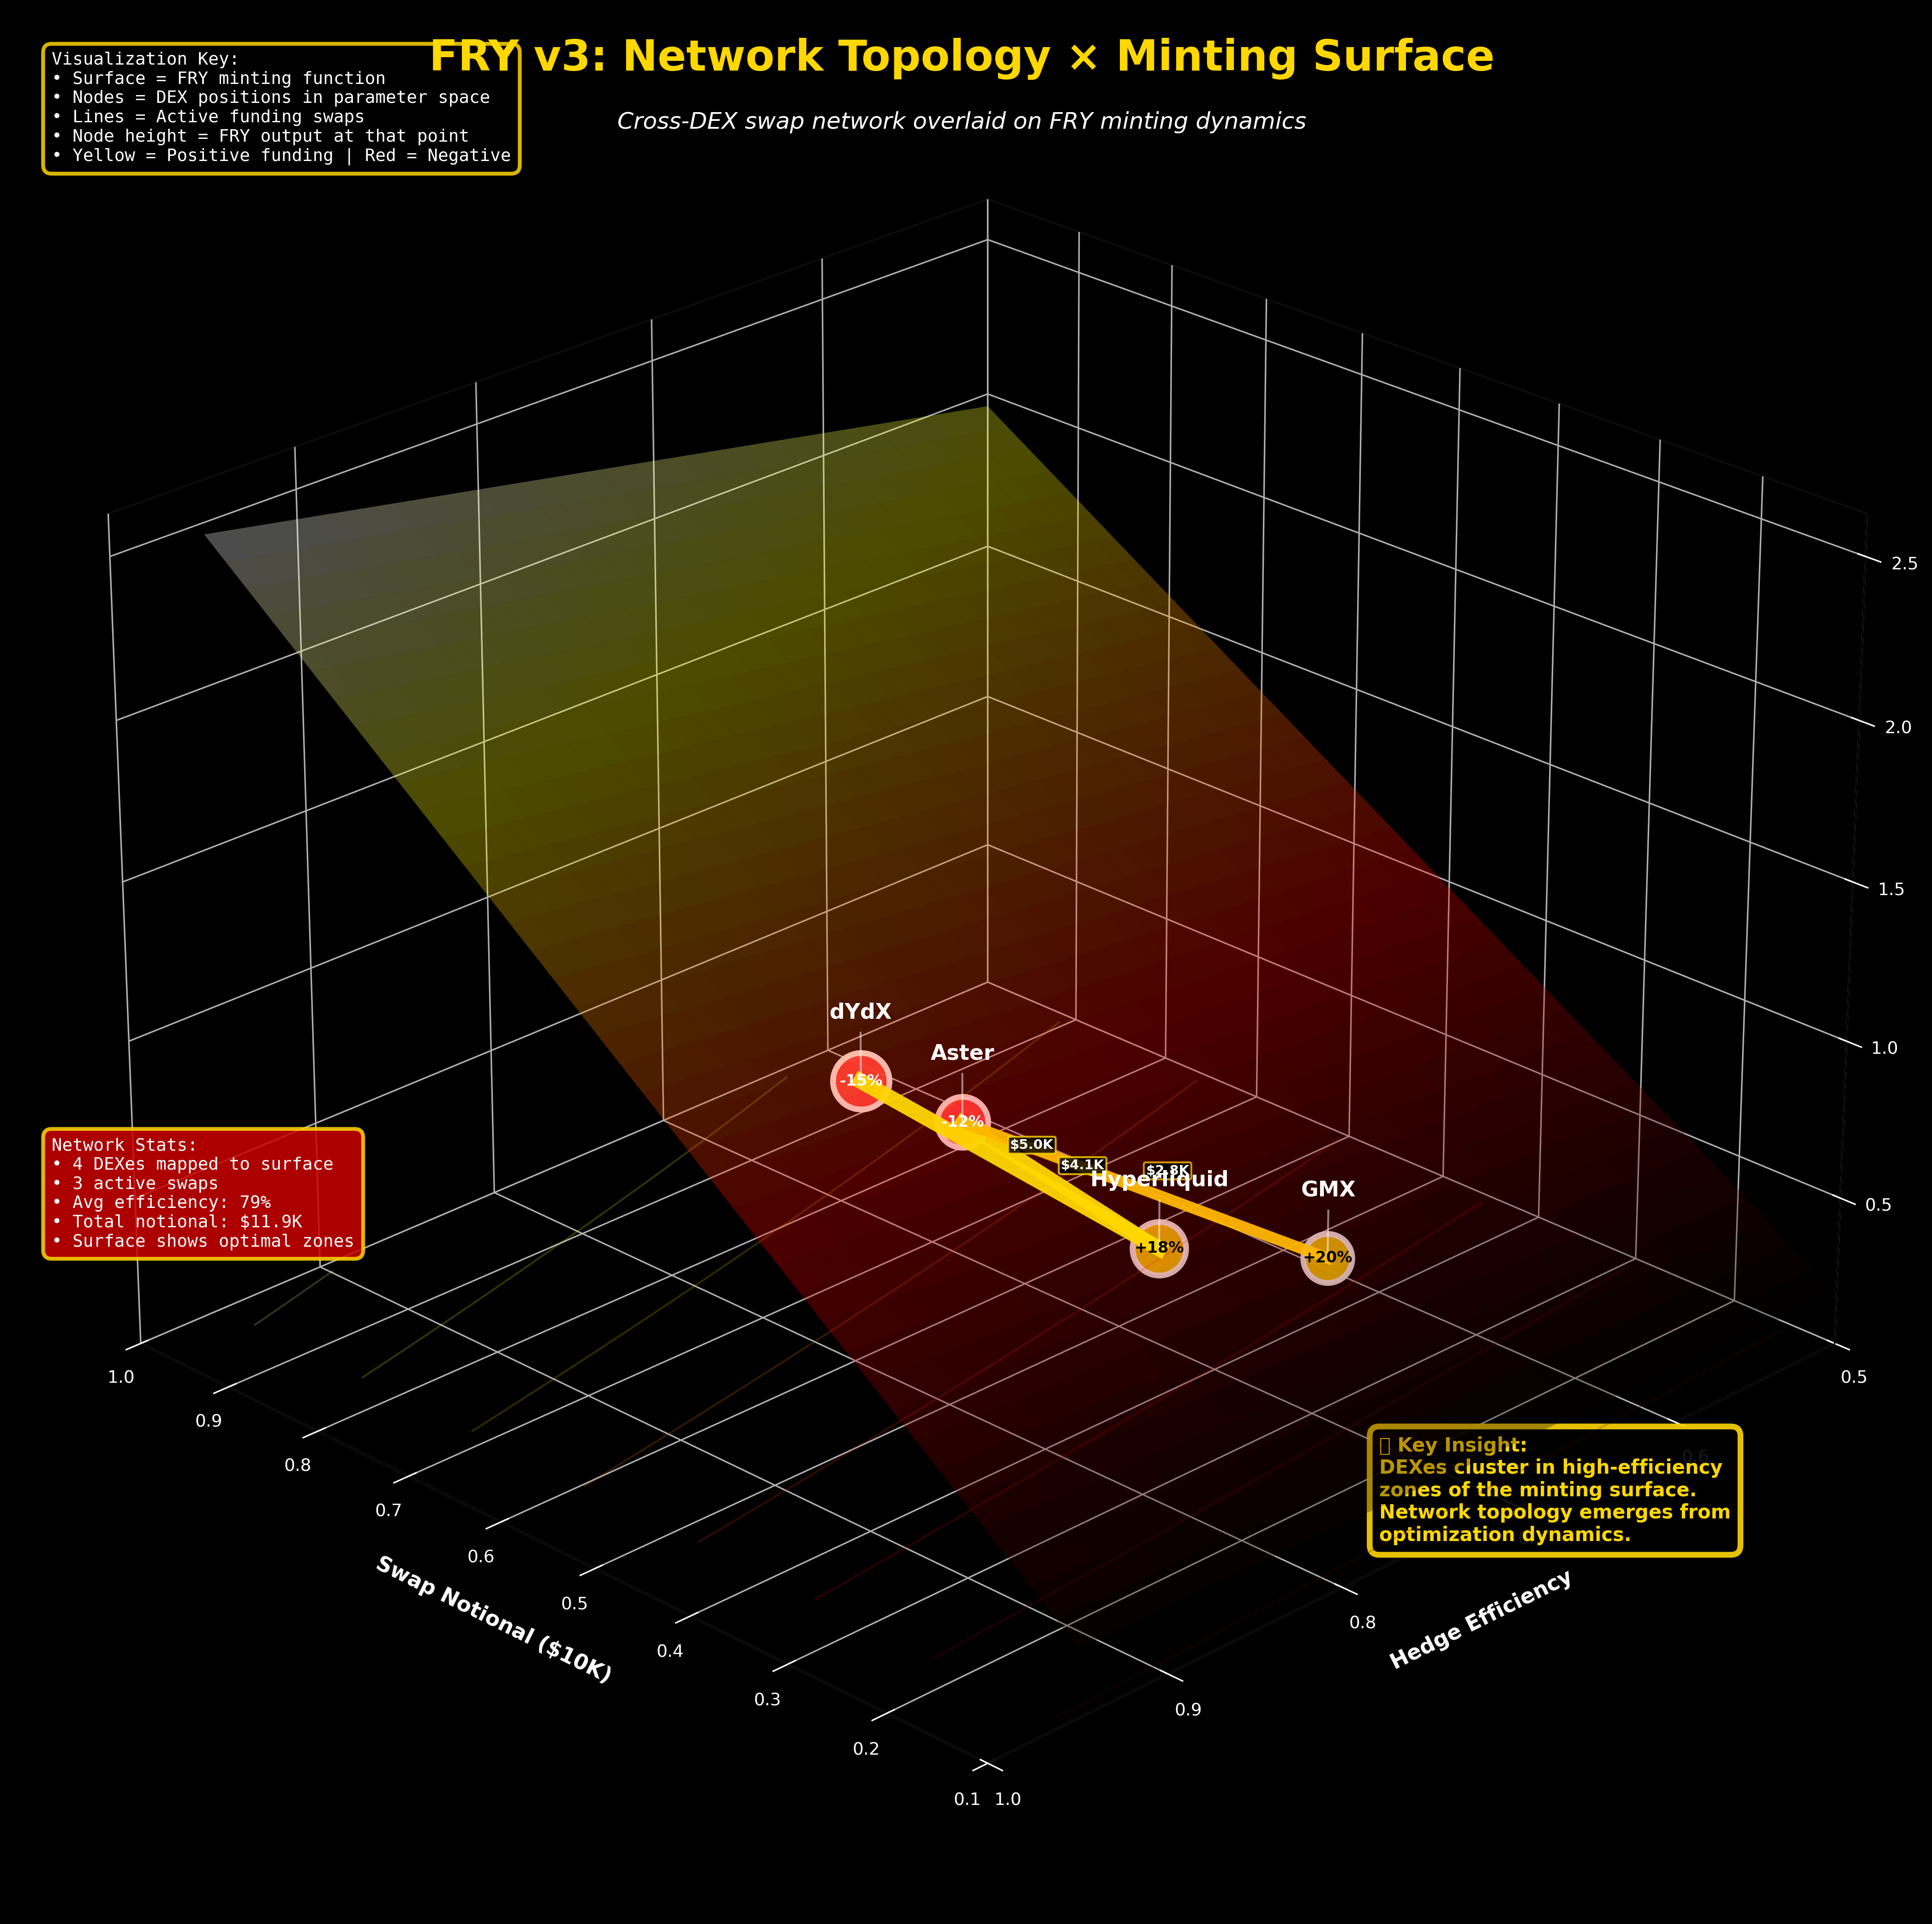 FRY v3: Network Topology × Minting Surface
Cross-DEX swap network overlaid on FRY minting dynamics
Visualization Key:
• Surface = FRY minting function
• Nodes = DEX positions in parameter space
• Lines = Active funding swaps
• Node height = FRY output at that point
• Yellow = Positive funding | Red = Negative
2.5
2.0
1.5
1.0
0.5
dYdX
-15%
Aster
-12%
$5.0K
$4.1K
$2.8K
Hyperliquid
+18%
GMX
+20%
Network Stats:
• 4 DEXes mapped to surface
• 3 active swaps
• Avg efficiency: 79%
• Total notional: $11.9K
• Surface shows optimal zones
1.0
0.9
0.8
0.7
0.6
0.5
0.4
0.3
0.2
0.1
Swap Notional ($10K)
1.0
0.9
0.8
0.6
0.5
Hedge Efficiency
Key Insight:
DEXes cluster in high-efficiency
zones of the minting surface.
Network topology emerges from
optimization dynamics.